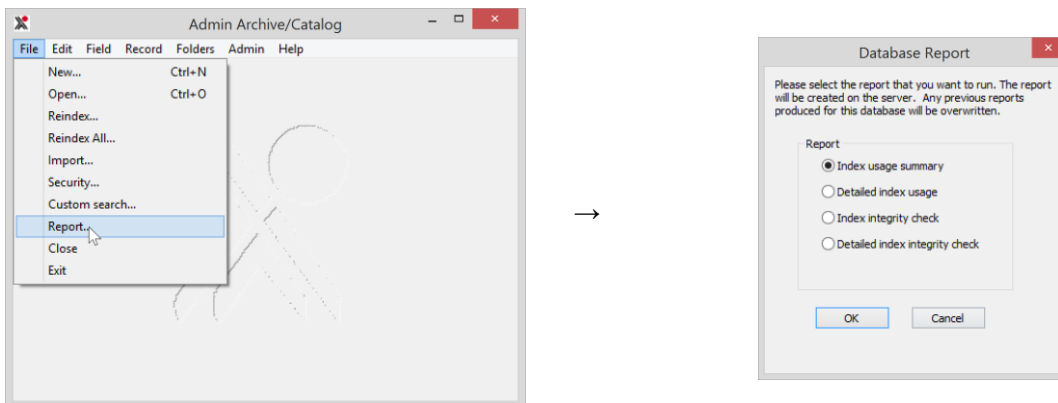 Admin Archive/Catalog
File Edit Field Record Folders Admin Help
New... Ctrl+N
Open... Ctrl+O
Reindex...
Reindex All...
Import...
Security...
Custom search...
Report...
Close
Exit
→
Database Report
Please select the report that you want to run. The report
will be created on the server. Any previous reports
produced for this database will be overwritten.
Report
Index usage summary
Detailed index usage
Index integrity check
Detailed index integrity check
OK Cancel